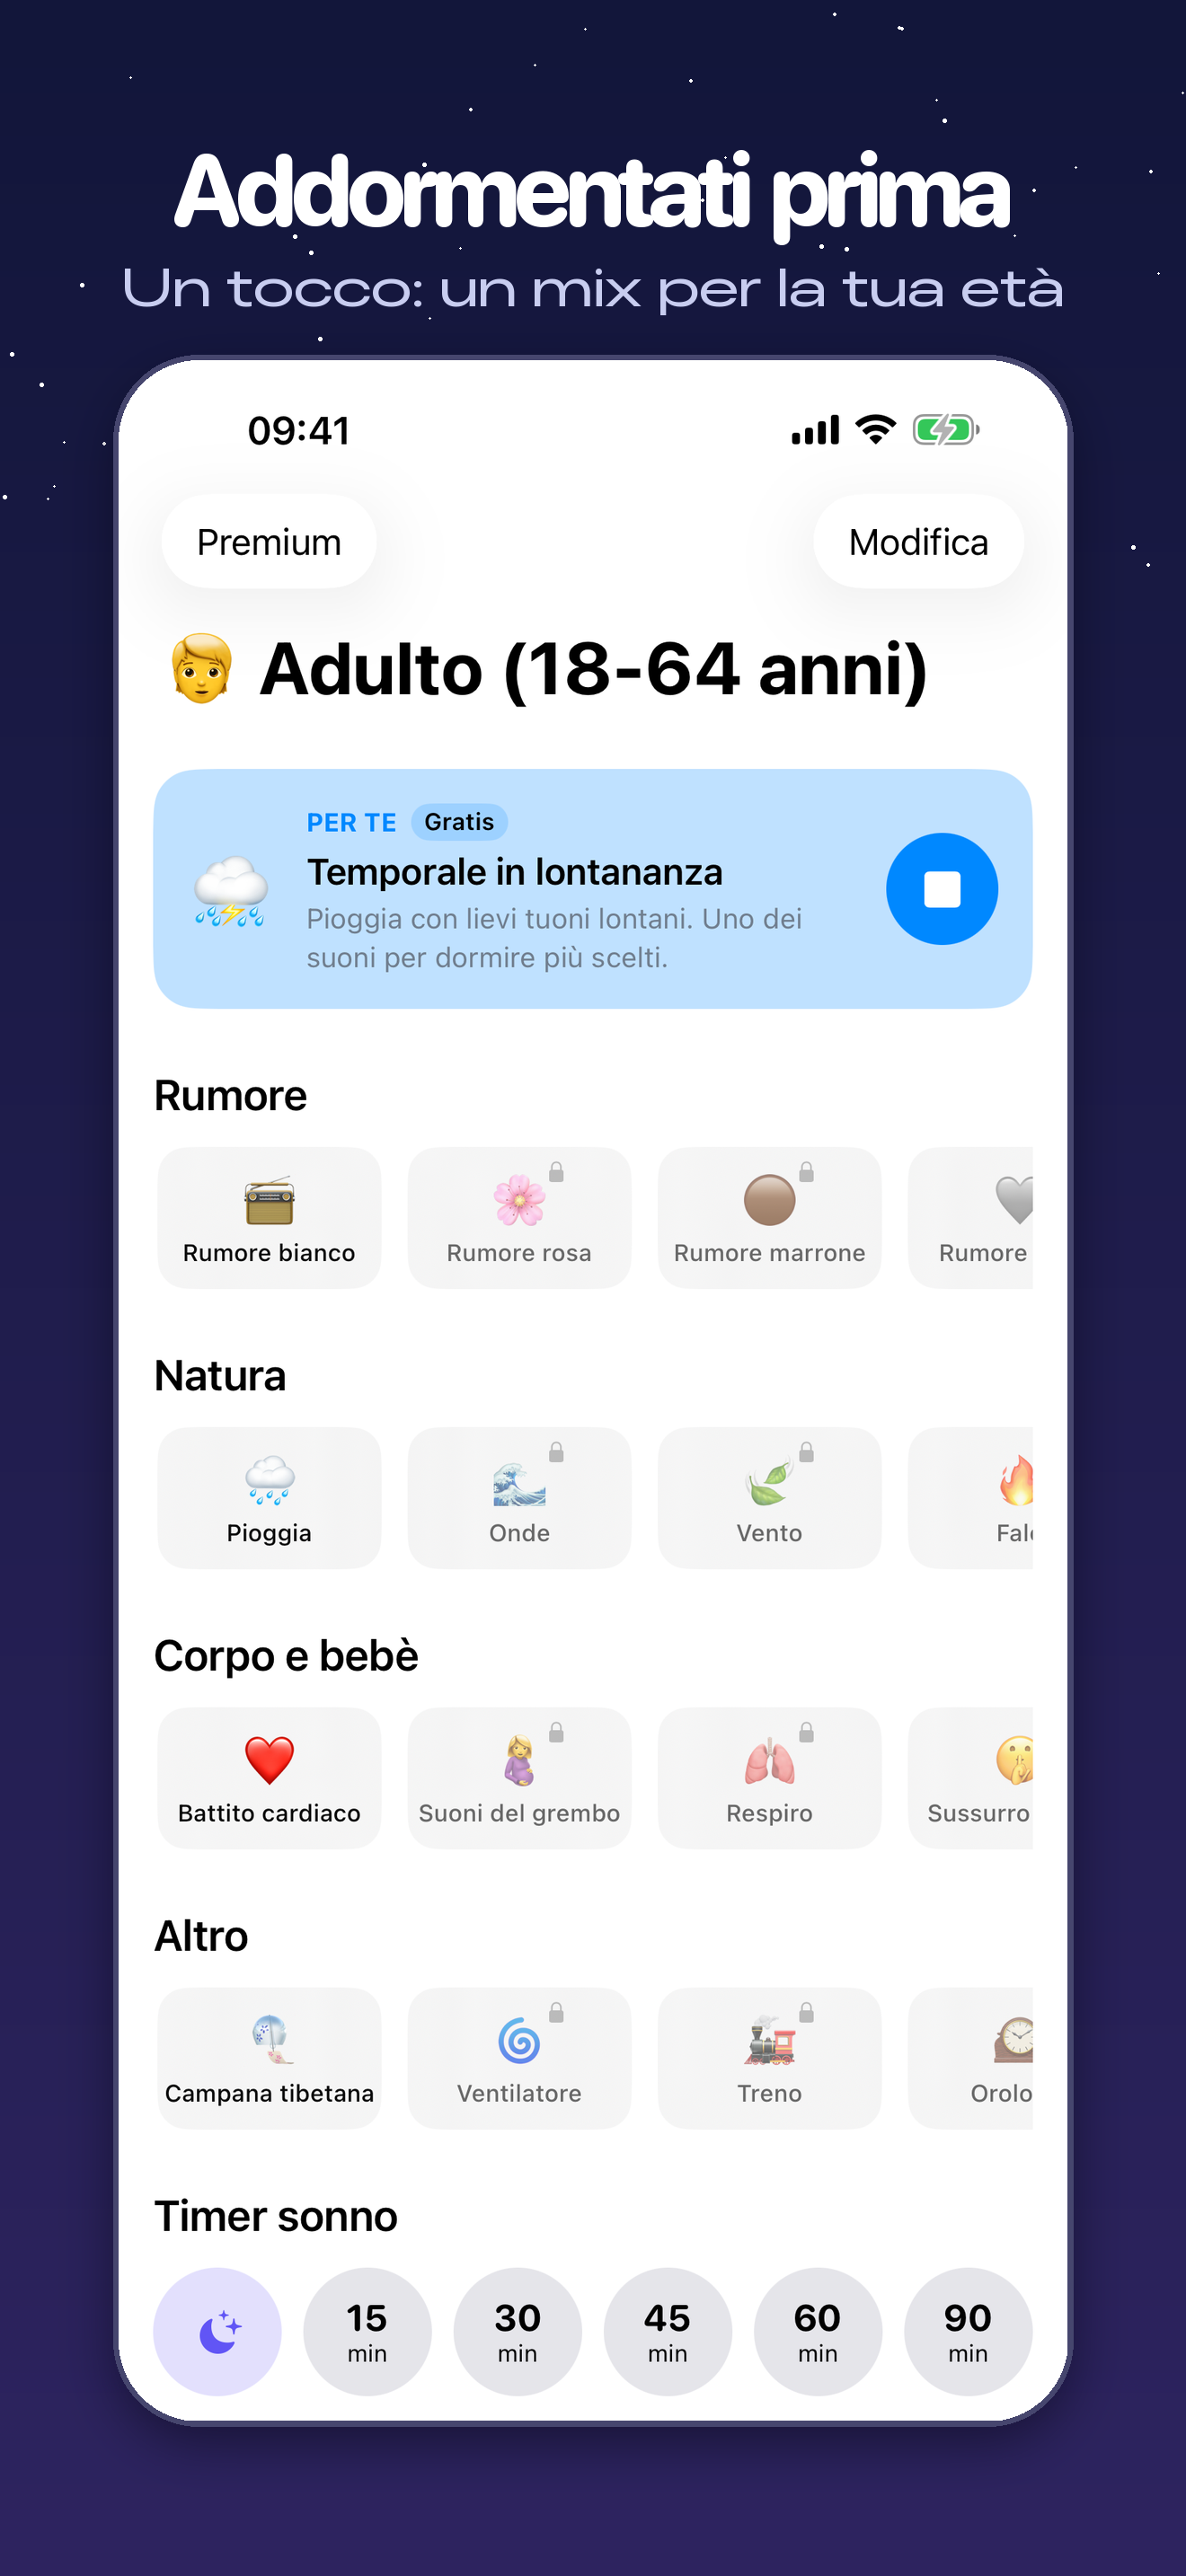 Addormentati prima
Un tocco: un mix per la tua età
09:41
Premium
Modifica
Adulto (18-64 anni)
PER TE Gratis
Temporale in lontananza
Pioggia con lievi tuoni lontani. Uno dei
suoni per dormire più scelti.
Rumore
Rumore bianco
Rumore rosa
Rumore marrone
Rumore
Natura
Pioggia
Onde
Vento
Corpo e bebè
Battito cardiaco
Suoni del grembo
Respiro
Sussurro
Altro
Campana tibetana
Ventilatore
Treno
Timer sonno
15 min
30 min
45 min
60 min
90 min